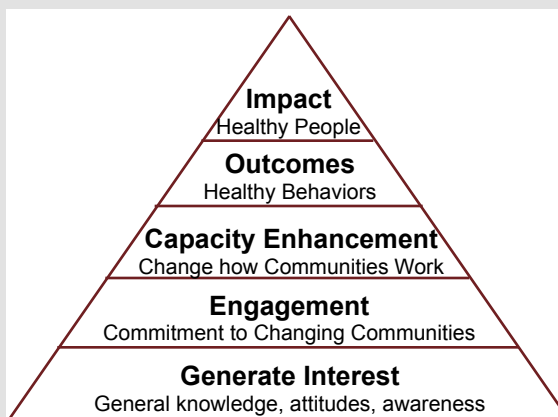 Impact
Healthy People
Outcomes
Healthy Behaviors
Capacity Enhancement
Change how Communities Work
Engagement
Commitment to Changing Communities
Generate Interest
General knowledge, attitudes, awareness